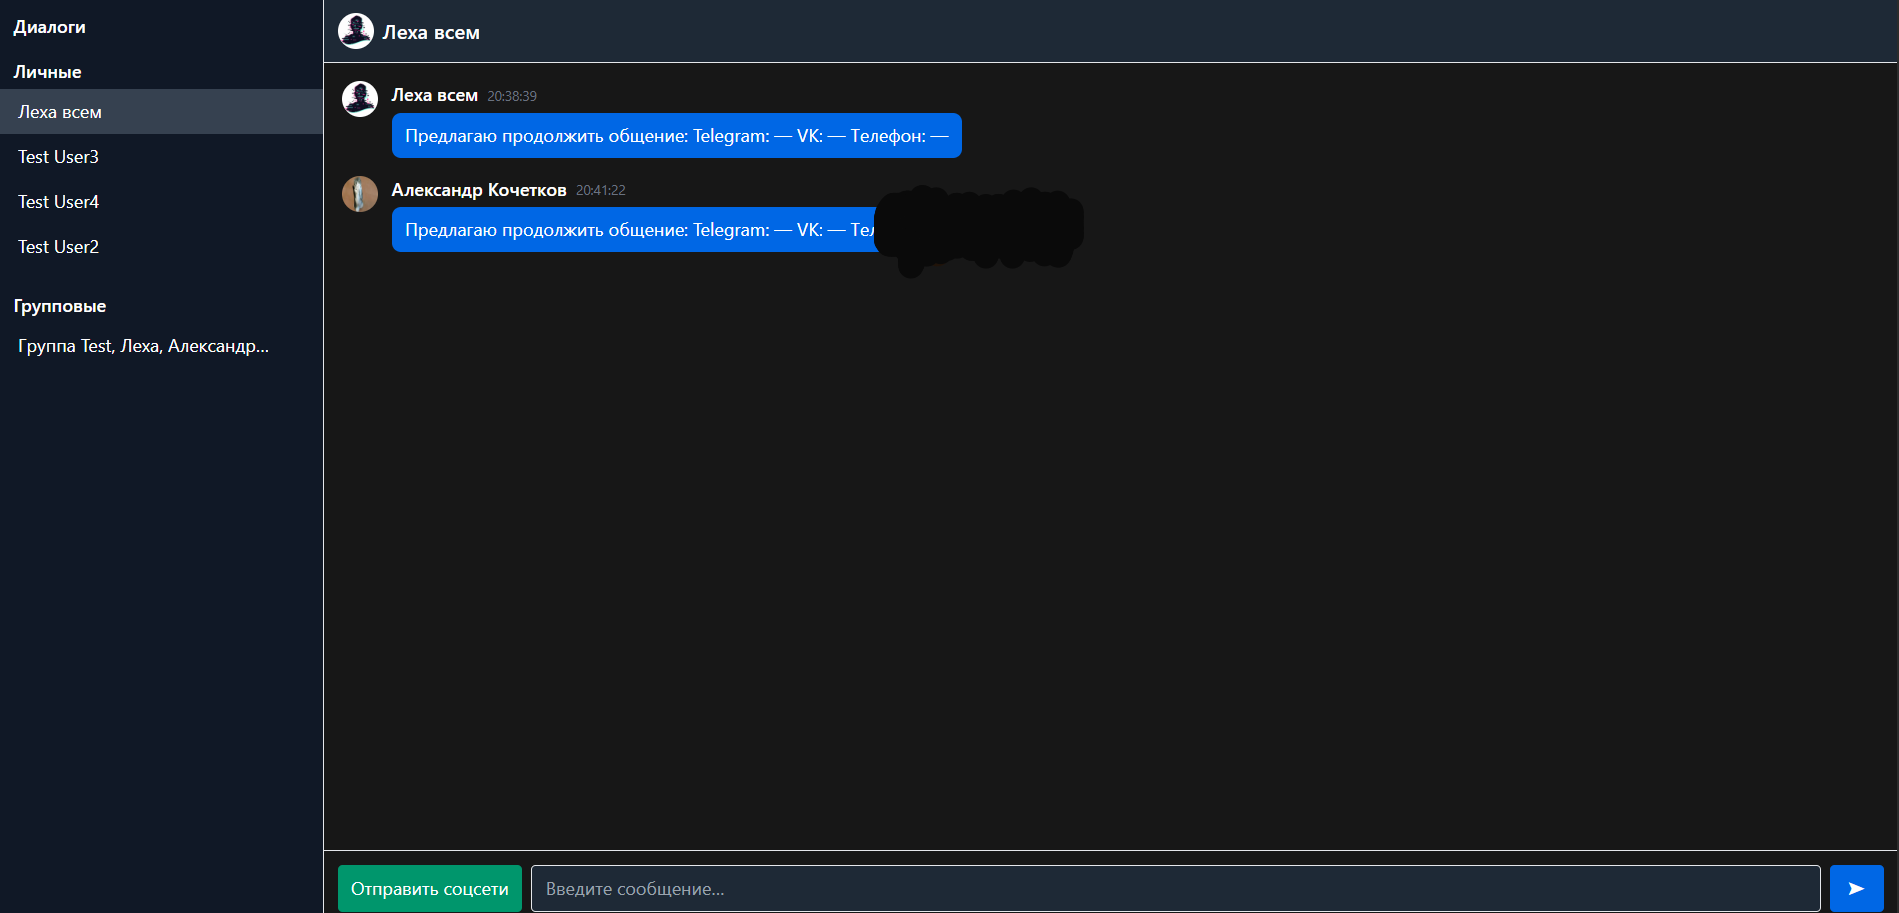 Диалоги
Личные
Леха всем
Test User3
Test User4
Test User2
Групповые
Группа Test, Леха, Александр...
Леха всем
Леха всем 20:38:39
Предлагаю продолжить общение: Telegram: — VK: — Телефон: —
Александр Кочетков 20:41:22
Предлагаю продолжить общение: Telegram: — VK: —
Отправить соцсети
Введите сообщение...